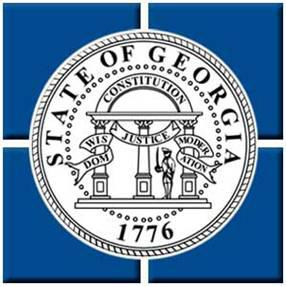 STATE OF GEORGIA
CONSTITUTION
WIS
DOM
JUSTICE
MODER
ATION
1776